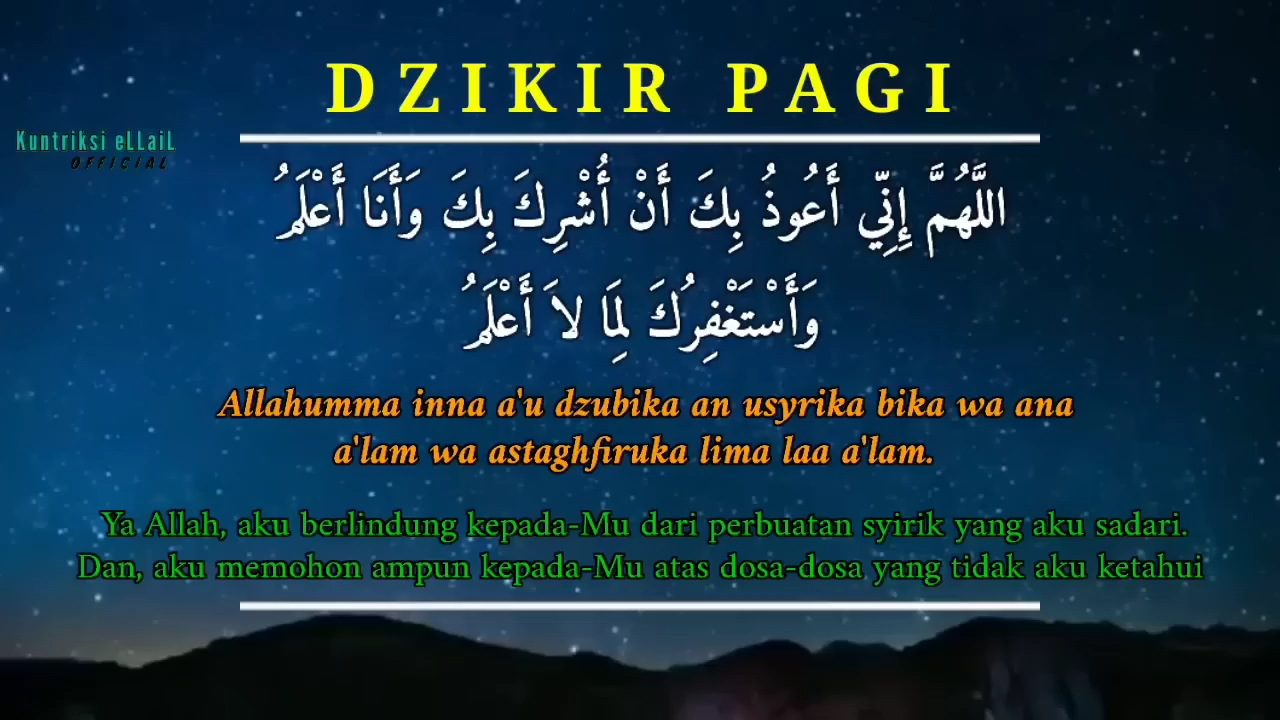 DZIKIR PAGI
Kuntriksi eLLaiL
OFFICIAL
اللَّهُمَّ إِنِّي أَعُوذُ بِكَ أَنْ أُشْرِكَ بِكَ وَأَنَا أَعْلَمُ
وَأَسْتَغْفِرُكَ لِمَا لاَ أَعْلَمُ
Allahumma inna a'u dzubika an usyrika bika wa ana
a'lam wa astaghfiruka lima laa a'lam.
Ya Allah, aku berlindung kepada-Mu dari perbuatan syirik yang aku sadari.
Dan, aku memohon ampun kepada-Mu atas dosa-dosa yang tidak aku ketahui